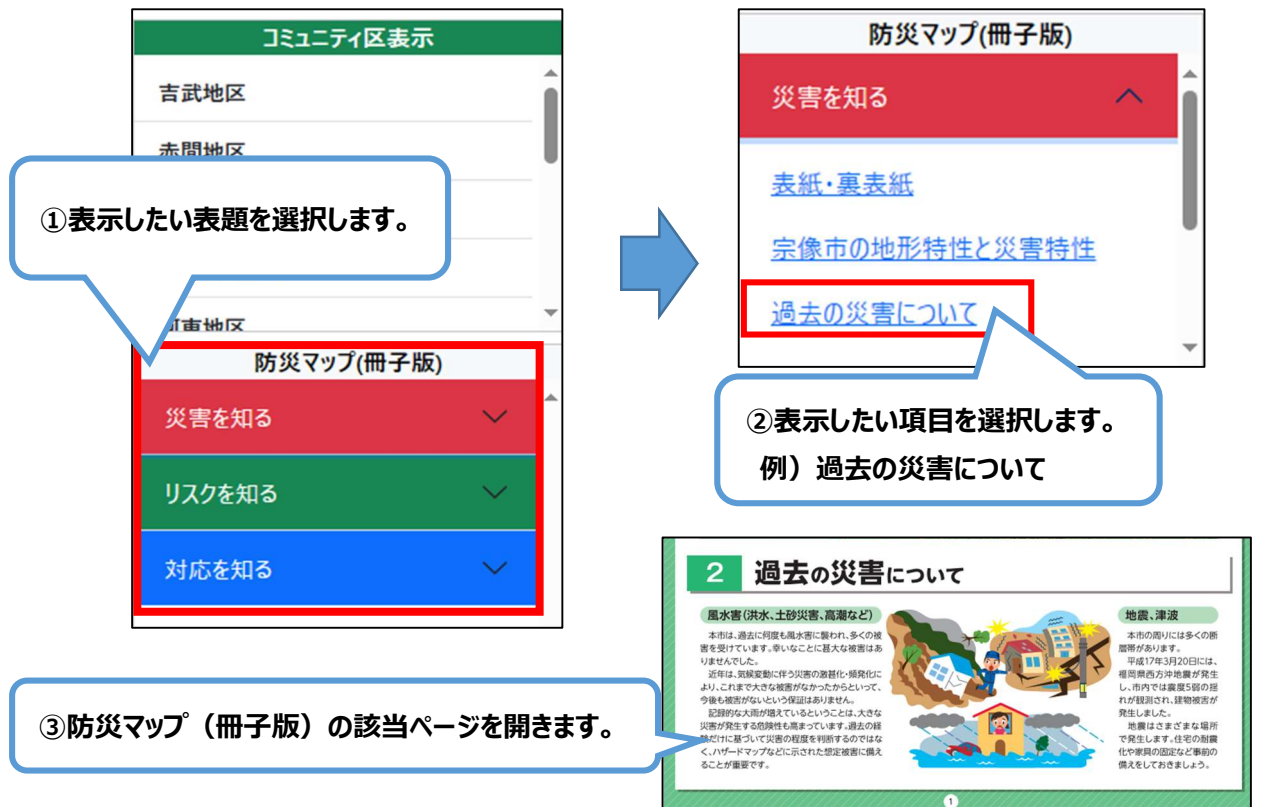 コミュニティ区表示
吉武地区
赤間地区
①表示したい表題を選択します。
河東地区
防災マップ(冊子版)
災害を知る
リスクを知る
対応を知る
防災マップ(冊子版)
災害を知る
表紙・裏表紙
宗像市の地形特性と災害特性
過去の災害について
②表示したい項目を選択します。
例）過去の災害について
③防災マップ（冊子版）の該当ページを開きます。
2 過去の災害について
風水害(洪水、土砂災害、高潮など)
本市は、過去に何度も風水害に襲われ、多くの被
害を受けています。幸いなことに甚大な被害はあ
りませんでした。
近年は、気候変動に伴う災害の激甚化・頻発化に
より、これまで大きな被害がなかったからといって、
今後も被害がないという保証はありません。
記録的な大雨が増えているということは、大きな
災害が発生する危険性も高まっています。過去の経
験だけに基づいて災害の程度を判断するのではな
く、ハザードマップなどに示された想定被害に備え
ることが重要です。
地震、津波
本市の周りには多くの断
層帯があります。
平成17年3月20日には、
福岡県西方沖地震が発生
し、市内では震度5弱の揺
れが観測され、建物被害が
発生しました。
地震はさまざまな場所
で発生します。住宅の耐震
化や家具の固定など事前の
備えをしておきましょう。
1